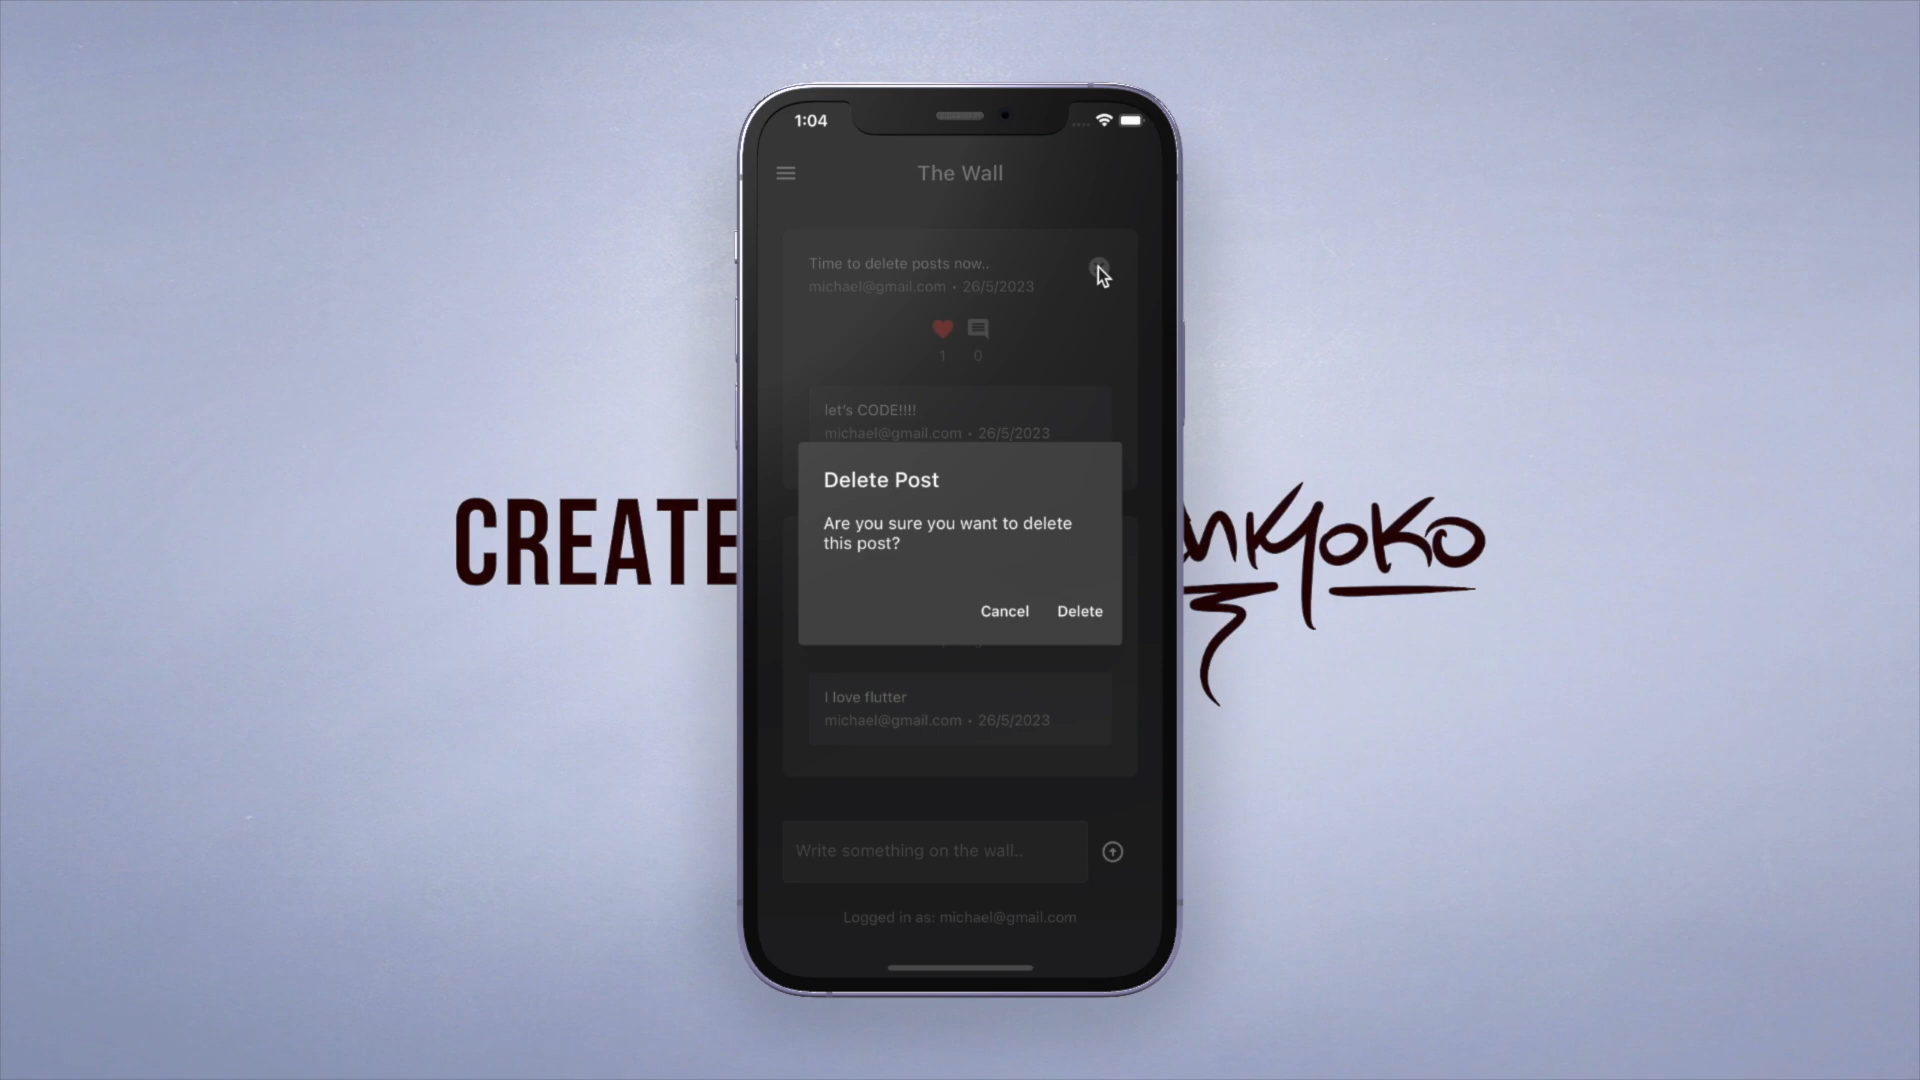 1:04
The Wall
Time to delete posts now..
michael@gmail.com • 26/5/2023
1 0
let's CODE!!!!
michael@gmail.com • 26/5/2023
Delete Post
Are you sure you want to delete
this post?
Cancel Delete
CREATE
I love flutter
michael@gmail.com • 26/5/2023
Write something on the wall..
Logged in as: michael@gmail.com